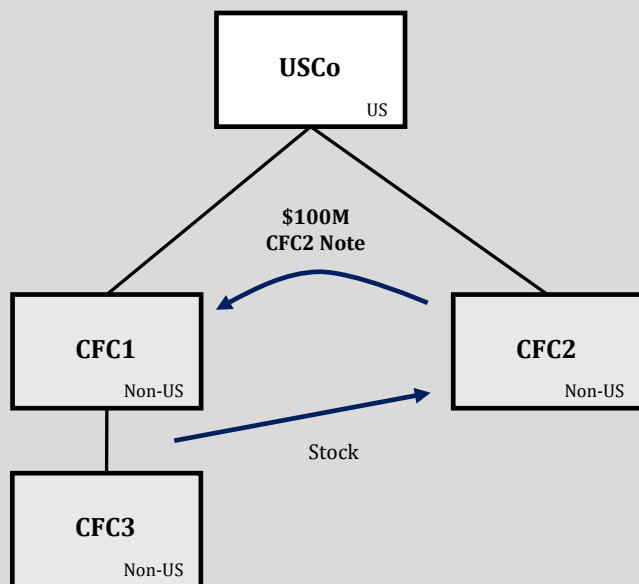 USCo
US
$100M
CFC2 Note
CFC1
Non-US
CFC2
Non-US
Stock
CFC3
Non-US